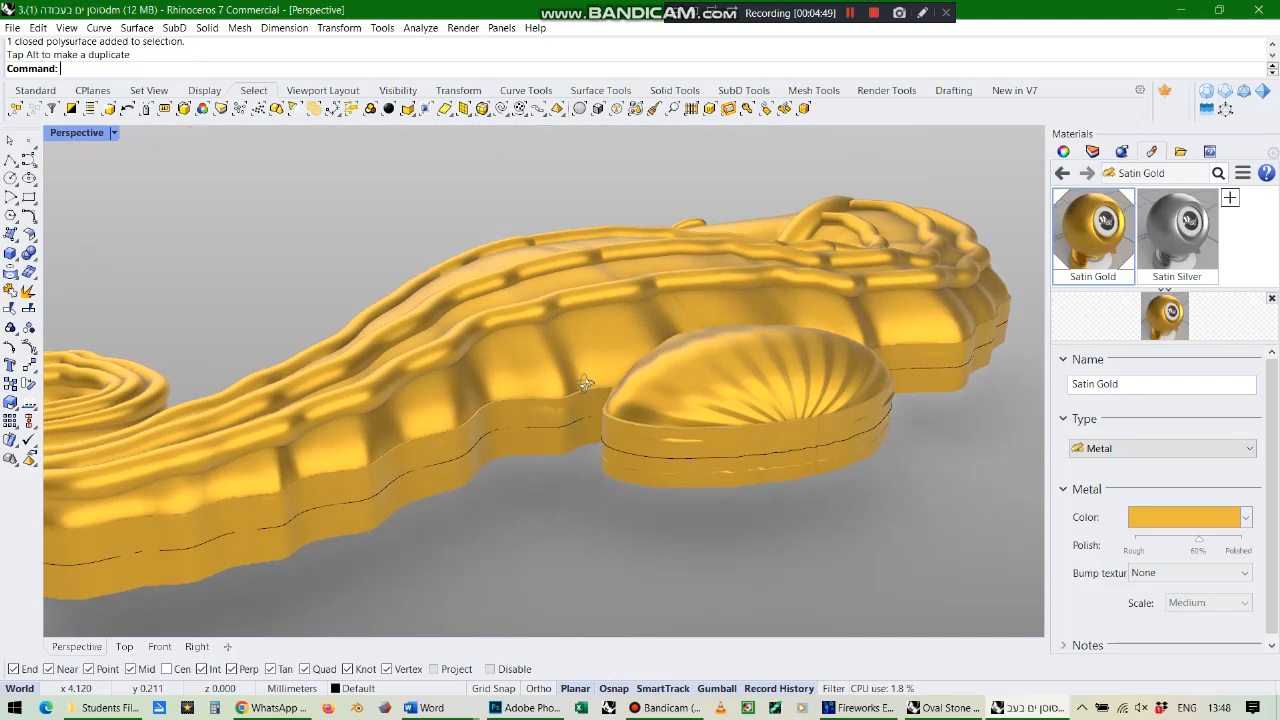 3.(1) סוסון ים בעבודה (12 MB) - Rhinoceros 7 Commercial - [Perspective]
www.BANDICAM.com
Recording [00:04:49]
File Edit View Curve Surface SubD Solid Mesh Dimension Transform Tools Analyze Render Panels Help
1 closed polysurface added to selection.
Tap Alt to make a duplicate
Command:
Standard CPlanes Set View Display Select Viewport Layout Visibility Transform Curve Tools Surface Tools Solid Tools SubD Tools Mesh Tools Render Tools Drafting New in V7
Perspective
Materials
Satin Gold
Satin Gold Satin Silver
Name
Satin Gold
Type
Metal
Metal
Color:
Polish:
Rough 60% Polished
Bump textur None
Scale: Medium
Notes
Perspective Top Front Right
End Near Point Mid Cen Int Perp Tan Quad Knot Vertex Project Disable
World x 4.120 y 0.211 z 0.000 Millimeters Default Grid Snap Ortho Planar Osnap SmartTrack Gumball Record History Filter CPU use: 1.8 %
Students Fil... WhatsApp ... Word Adobe Pho... Bandicam (... Fireworks E... Oval Stone ... סוסון ים בעב... ENG 13:48